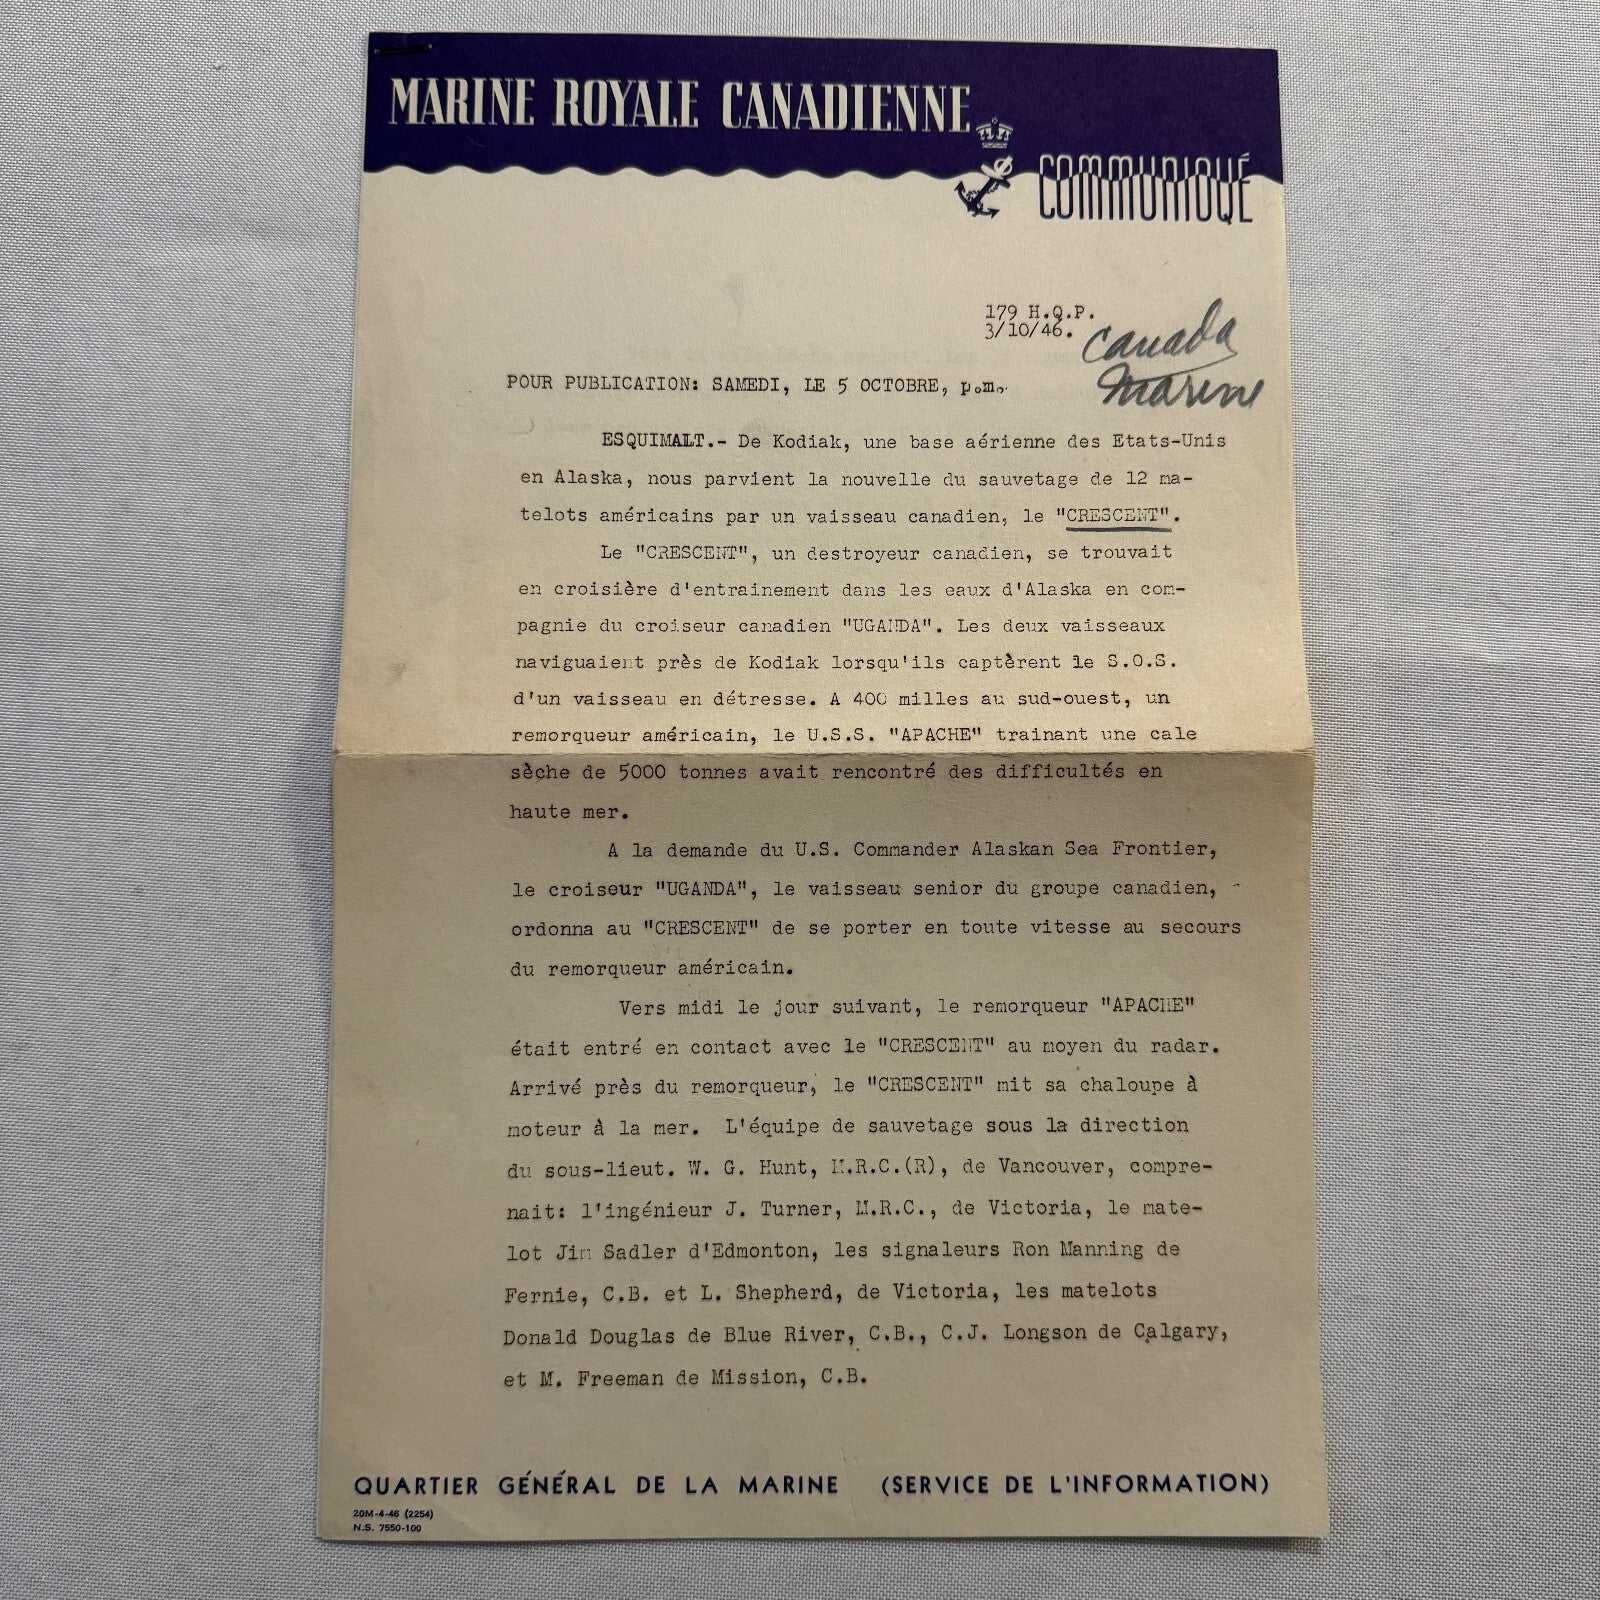 MARINE ROYALE CANADIENNE
COMMUNIQUÉ
179 H.Q.P.
3/10/46.
Canada
Marine
POUR PUBLICATION: SAMEDI, LE 5 OCTOBRE, p.m.
ESQUIMALT.- De Kodiak, une base aérienne des Etats-Unis
en Alaska, nous parvient la nouvelle du sauvetage de 12 ma-
telots américains par un vaisseau canadien, le "CRESCENT".
Le "CRESCENT", un destroyeur canadien, se trouvait
en croisière d'entrainement dans les eaux d'Alaska en com-
pagnie du croiseur canadien "UGANDA". Les deux vaisseaux
naviguaient près de Kodiak lorsqu'ils captèrent le S.O.S.
d'un vaisseau en détresse. A 400 milles au sud-ouest, un
remorqueur américain, le U.S.S. "APACHE" trainant une cale
sèche de 5000 tonnes avait rencontré des difficultés en
haute mer.
A la demande du U.S. Commander Alaskan Sea Frontier,
le croiseur "UGANDA", le vaisseau senior du groupe canadien,
ordonna au "CRESCENT" de se porter en toute vitesse au secours
du remorqueur américain.
Vers midi le jour suivant, le remorqueur "APACHE"
était entré en contact avec le "CRESCENT" au moyen du radar.
Arrivé près du remorqueur, le "CRESCENT" mit sa chaloupe à
moteur à la mer. L'équipe de sauvetage sous la direction
du sous-lieut. W. G. Hunt, M.R.C.(R), de Vancouver, compre-
nait: l'ingénieur J. Turner, M.R.C., de Victoria, le mate-
lot Jim Sadler d'Edmonton, les signaleurs Ron Manning de
Fernie, C.B. et L. Shepherd, de Victoria, les matelots
Donald Douglas de Blue River, C.B., C.J. Longson de Calgary,
et M. Freeman de Mission, C.B.
QUARTIER GÉNÉRAL DE LA MARINE (SERVICE DE L'INFORMATION)
20M-4-46 (2254)
N.S. 7550-100